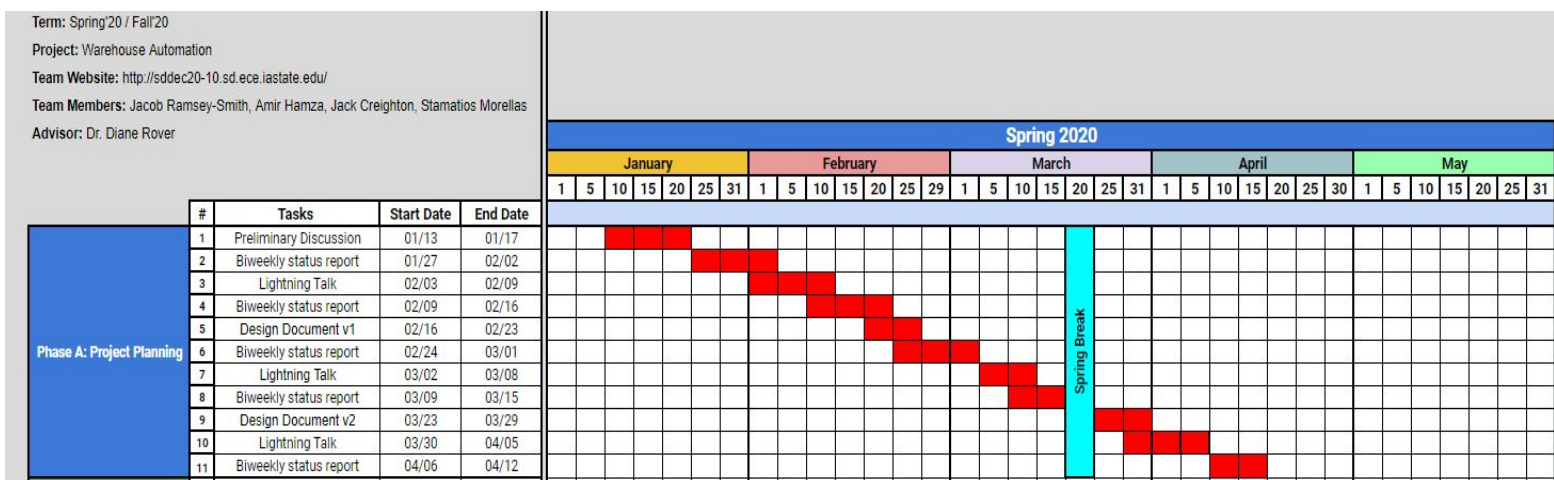 Term: Spring'20 / Fall'20
Project: Warehouse Automation
Team Website: http://sddec20-10.sd.ece.iastate.edu/
Team Members: Jacob Ramsey-Smith, Amir Hamza, Jack Creighton, Stamatios Morellas
Advisor: Dr. Diane Rover
Spring 2020
January February March April May
1 5 10 15 20 25 31 1 5 10 15 20 25 29 1 5 10 15 20 25 31 1 5 10 15 20 25 30 1 5 10 15 20 25 31
# Tasks Start Date End Date
Phase A: Project Planning
1 Preliminary Discussion 01/13 01/17
2 Biweekly status report 01/27 02/02
3 Lightning Talk 02/03 02/09
4 Biweekly status report 02/09 02/16
5 Design Document v1 02/16 02/23
6 Biweekly status report 02/24 03/01
7 Lightning Talk 03/02 03/08
8 Biweekly status report 03/09 03/15
9 Design Document v2 03/23 03/29
10 Lightning Talk 03/30 04/05
11 Biweekly status report 04/06 04/12
Spring Break